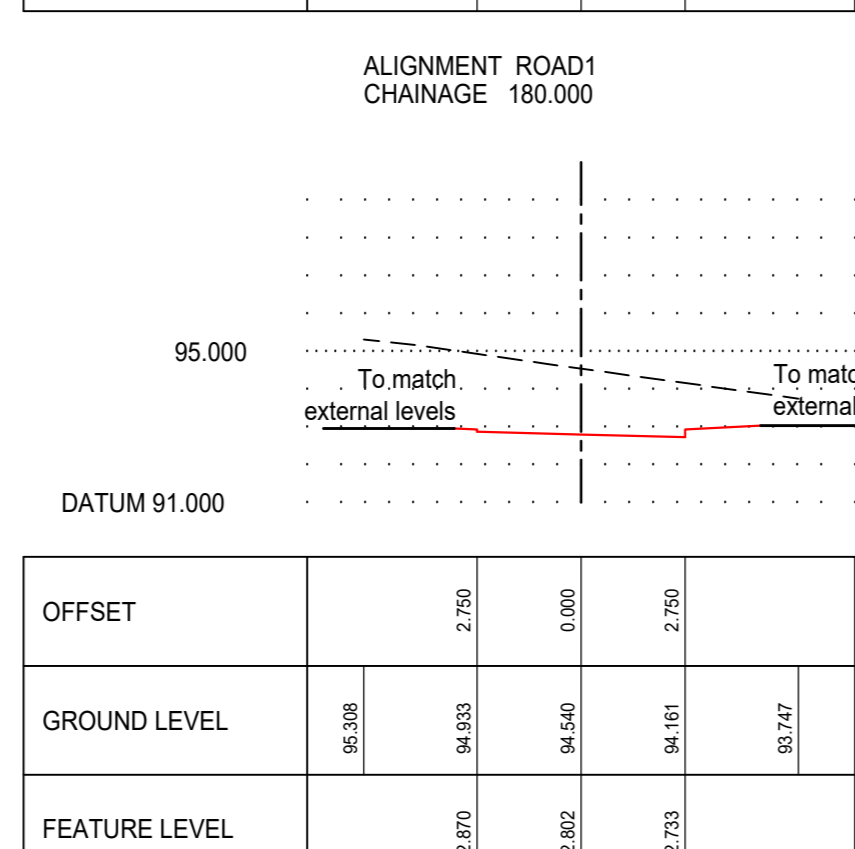 ALIGNMENT ROAD1
CHAINAGE 180.000
95.000
To match
external levels
To
external
DATUM 91.000
OFFSET 2.750 0.000 2.750
GROUND LEVEL 95.308 94.933 94.540 94.161 93.747
FEATURE LEVEL